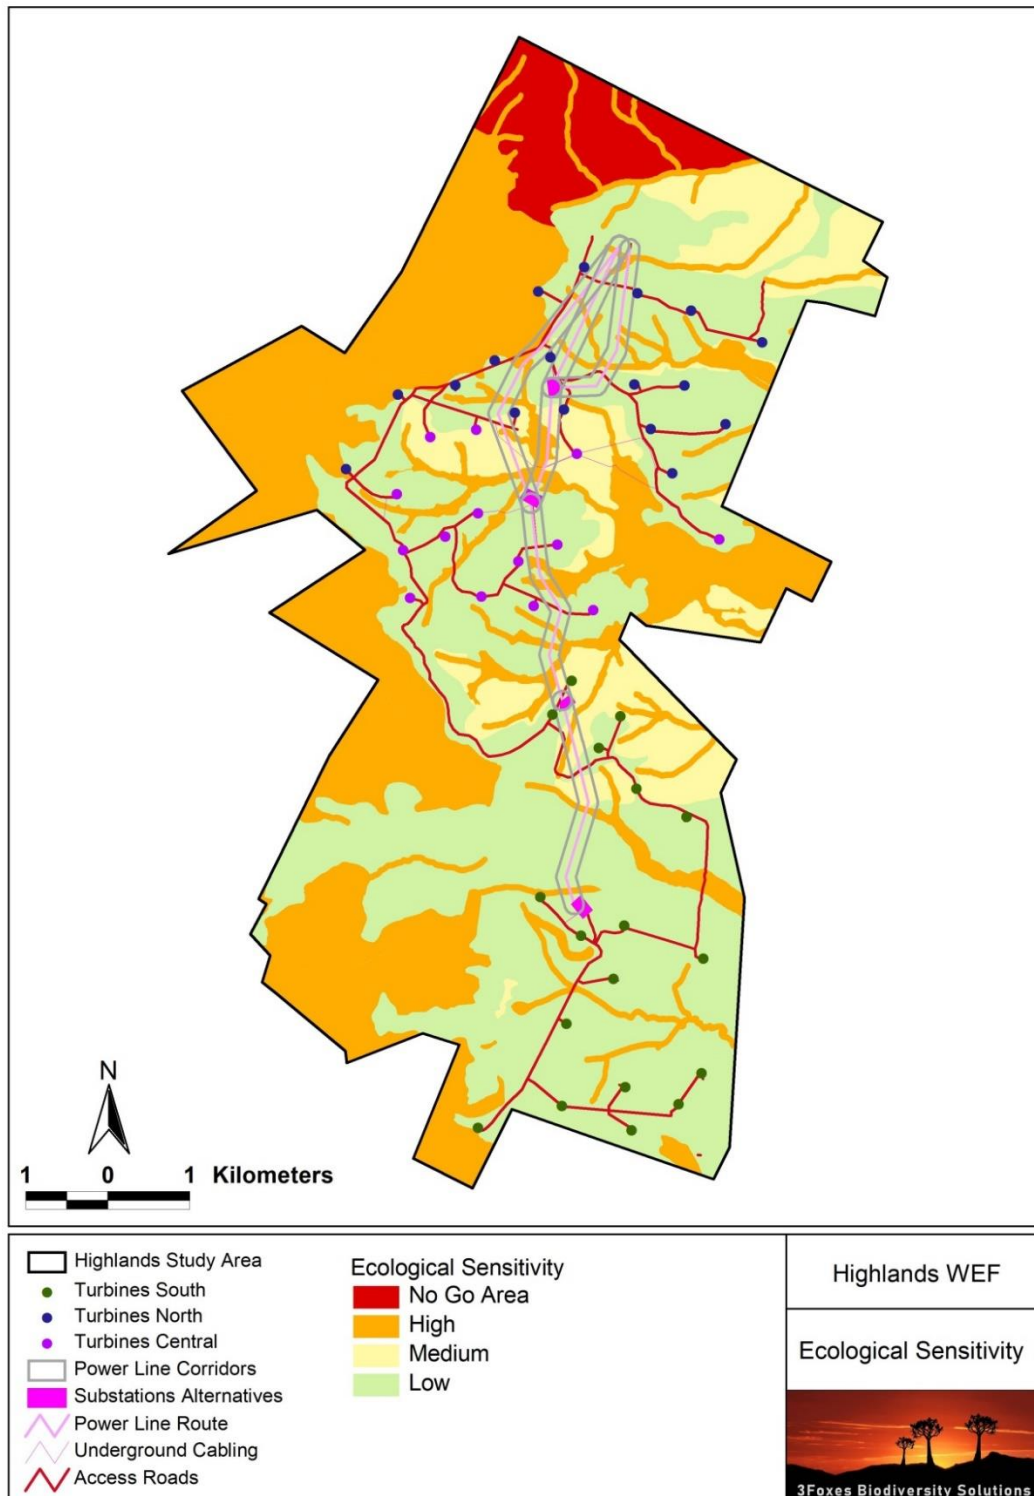 N
1 0 1 Kilometers
Highlands Study Area
Turbines South
Turbines North
Turbines Central
Power Line Corridors
Substations Alternatives
Power Line Route
Underground Cabling
Access Roads
Ecological Sensitivity
No Go Area
High
Medium
Low
Highlands WEF
Ecological Sensitivity
3Foxes Biodiversity Solutions